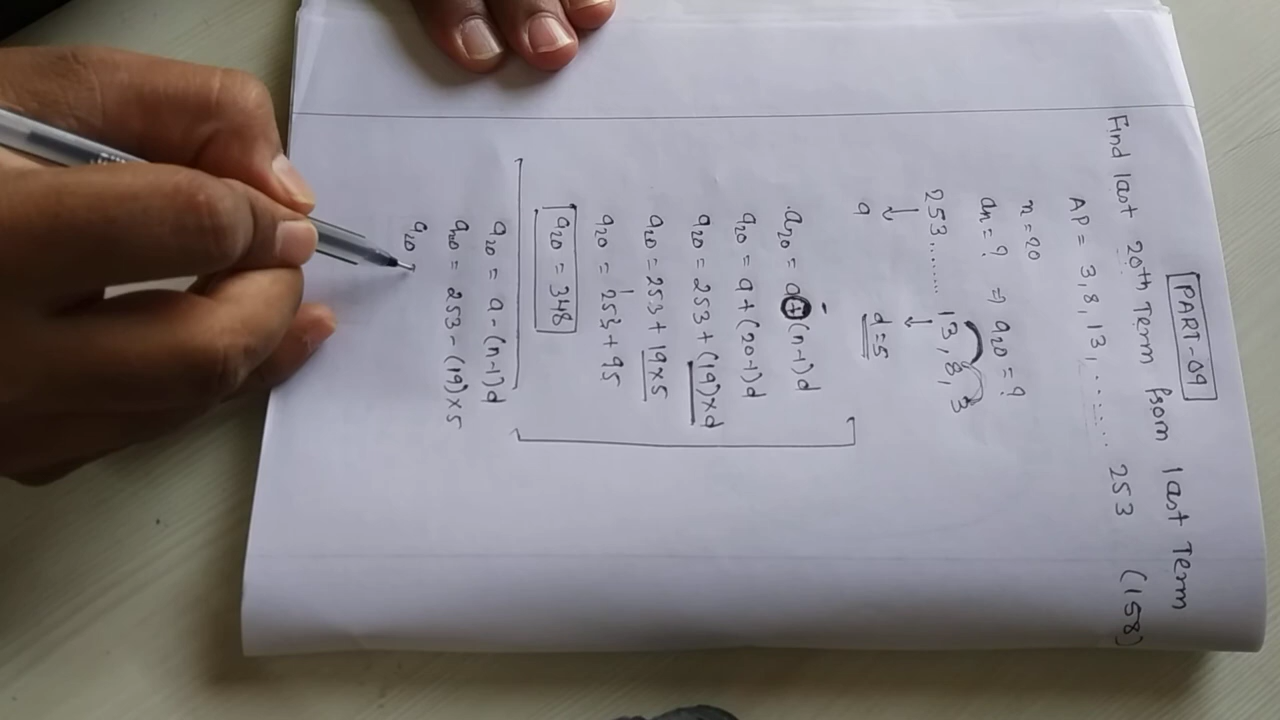 PART-09
Find last 20th Term from last Term
AP = 3, 8, 13, ....... 253 (158)
n = 20
an = ? ⇒ a20 = ?
253....... 13, 8, 3
↓ ↓
a d=5
a20 = a+(n-1)d
a20 = a+(20-1)d
a20 = 253+(19)×d
a20 = 253+19×5
a20 = 253+95
a20 = 348
a20 = a-(n-1)d
a20 = 253-(19)×5
a20